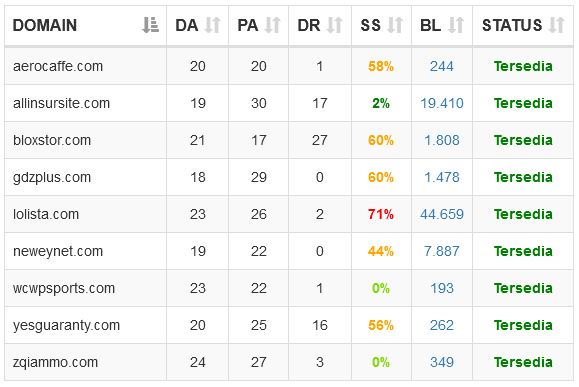 DOMAIN DA PA DR SS BL STATUS
aerocaffe.com 20 20 1 58% 244 Tersedia
allinsursite.com 19 30 17 2% 19.410 Tersedia
bloxstor.com 21 17 27 60% 1.808 Tersedia
gdzplus.com 18 29 0 60% 1.478 Tersedia
lolista.com 23 26 2 71% 44.659 Tersedia
neweynet.com 19 22 0 44% 7.887 Tersedia
wcwpsports.com 23 22 1 0% 193 Tersedia
yesguaranty.com 20 25 16 56% 262 Tersedia
zqiammo.com 24 27 3 0% 349 Tersedia